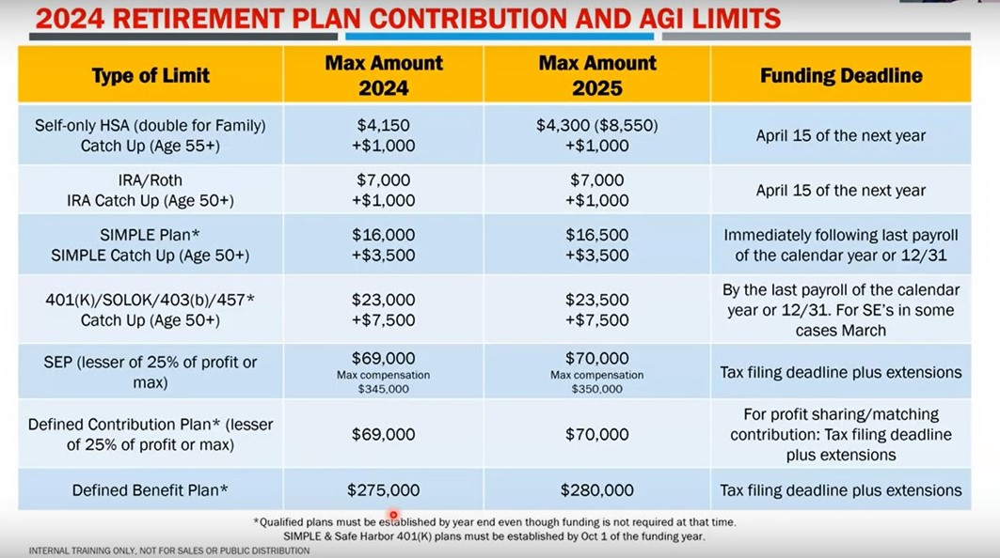 2024 RETIREMENT PLAN CONTRIBUTION AND AGI LIMITS
Type of Limit
Max Amount
2024
Max Amount
2025
Funding Deadline
Self-only HSA (double for Family)
Catch Up (Age 55+)
$4,150
+$1,000
$4,300 ($8,550)
+$1,000
April 15 of the next year
IRA/Roth
IRA Catch Up (Age 50+)
$7,000
+$1,000
$7,000
+$1,000
April 15 of the next year
SIMPLE Plan*
SIMPLE Catch Up (Age 50+)
$16,000
+$3,500
$16,500
+$3,500
Immediately following last payroll
of the calendar year or 12/31
401(K)/SOLOK/403(b)/457*
Catch Up (Age 50+)
$23,000
+$7,500
$23,500
+$7,500
By the last payroll of the calendar
year or 12/31. For SE's in some
cases March
SEP (lesser of 25% of profit or
max)
$69,000
Max compensation
$345,000
$70,000
Max compensation
$350,000
Tax filing deadline plus extensions
Defined Contribution Plan* (lesser
of 25% of profit or max)
$69,000
$70,000
For profit sharing/matching
contribution: Tax filing deadline
plus extensions
Defined Benefit Plan*
$275,000
$280,000
Tax filing deadline plus extensions
*Qualified plans must be established by year end even though funding is not required at that time.
SIMPLE & Safe Harbor 401(K) plans must be established by Oct 1 of the funding year.
INTERNAL TRAINING ONLY, NOT FOR SALES OR PUBLIC DISTRIBUTION